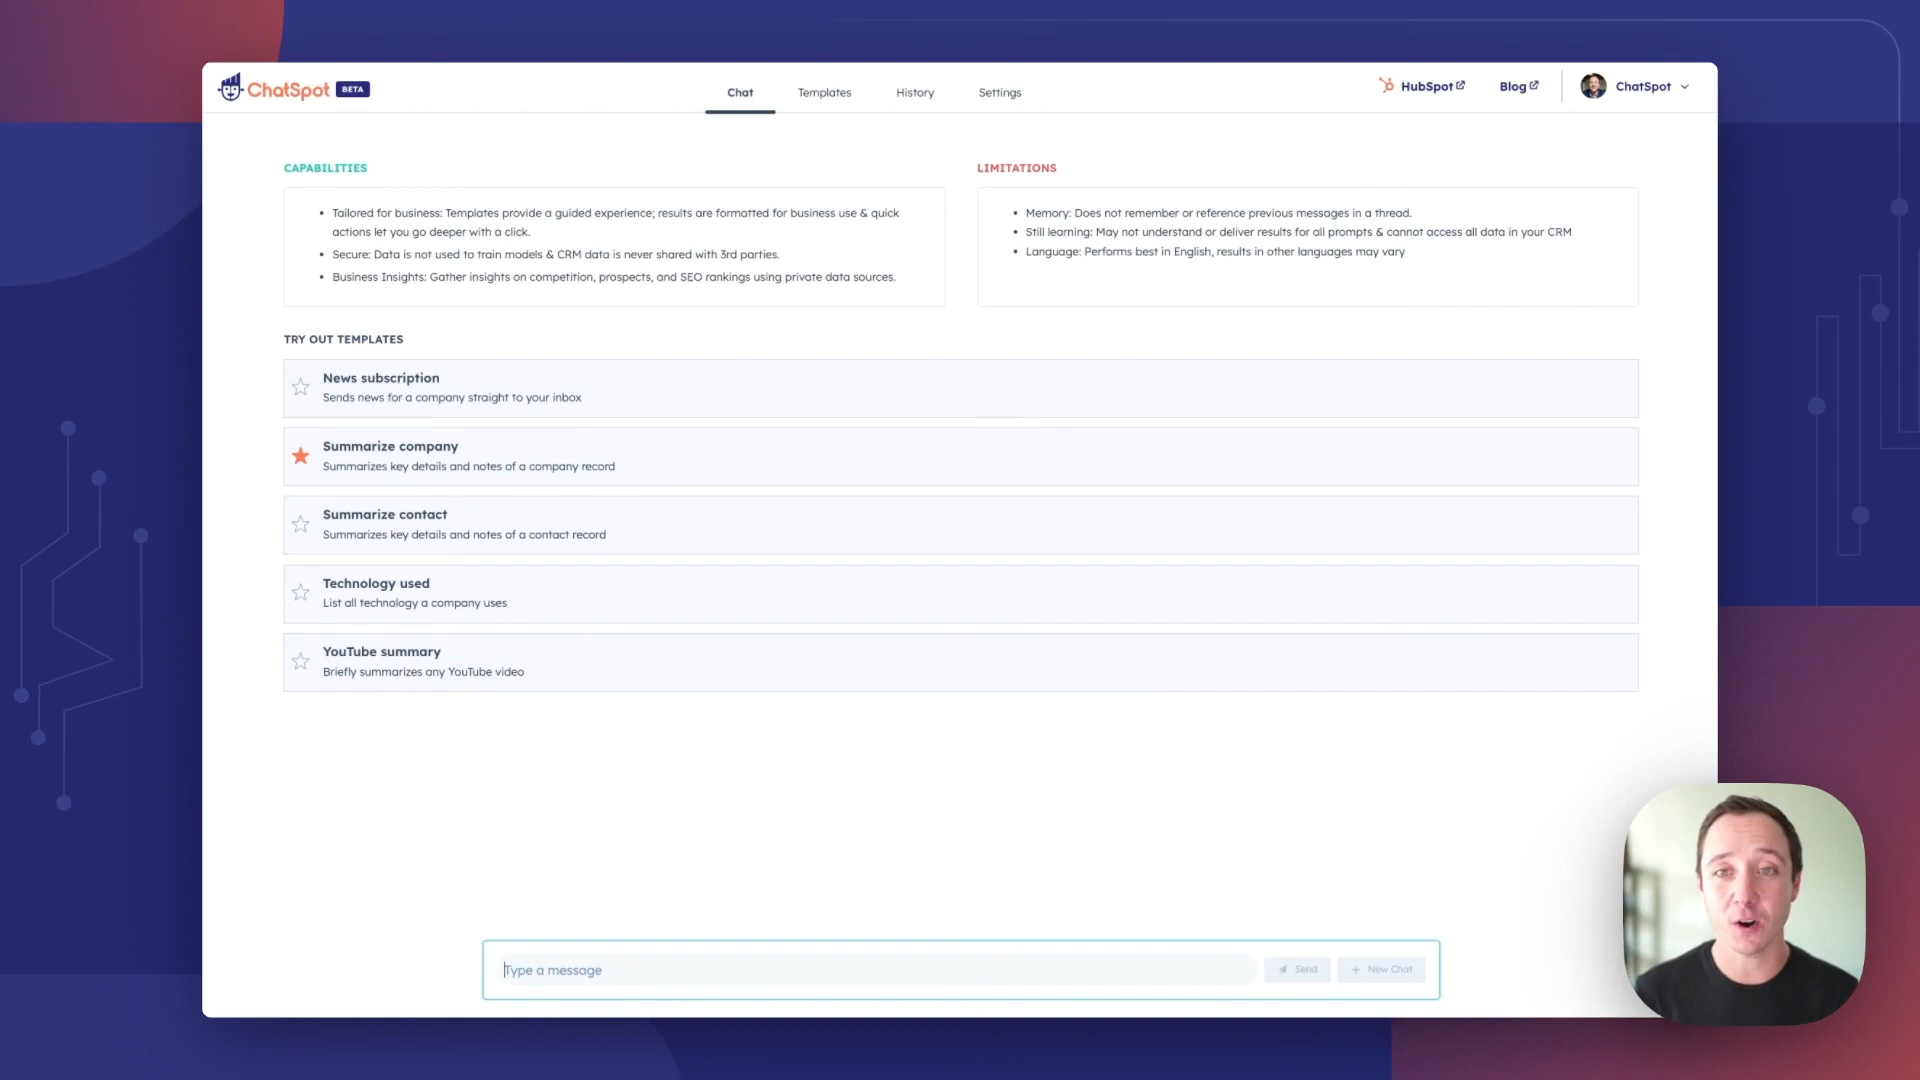 ChatSpot BETA
Chat
Templates
History
Settings
HubSpot
Blog
ChatSpot
CAPABILITIES
• Tailored for business: Templates provide a guided experience; results are formatted for business use & quick
actions let you go deeper with a click.
• Secure: Data is not used to train models & CRM data is never shared with 3rd parties.
• Business Insights: Gather insights on competition, prospects, and SEO rankings using private data sources.
LIMITATIONS
• Memory: Does not remember or reference previous messages in a thread.
• Still learning: May not understand or deliver results for all prompts & cannot access all data in your CRM
• Language: Performs best in English, results in other languages may vary
TRY OUT TEMPLATES
News subscription
Sends news for a company straight to your inbox
Summarize company
Summarizes key details and notes of a company record
Summarize contact
Summarizes key details and notes of a contact record
Technology used
List all technology a company uses
YouTube summary
Briefly summarizes any YouTube video
Type a message
Send
+ New Chat